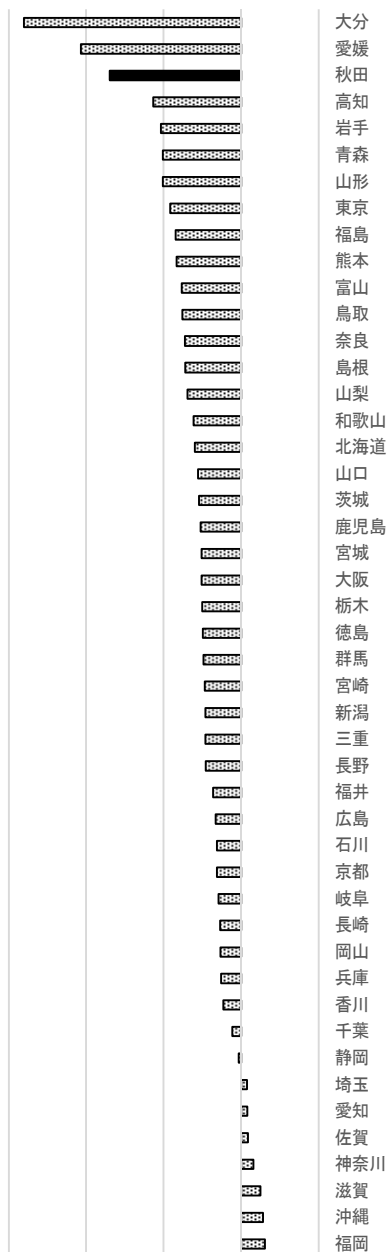 大分
愛媛
秋田
高知
岩手
青森
山形
東京
福島
熊本
富山
鳥取
奈良
島根
山梨
和歌山
北海道
山口
茨城
鹿児島
宮城
大阪
栃木
徳島
群馬
宮崎
新潟
三重
長野
福井
広島
石川
京都
岐阜
長崎
岡山
兵庫
香川
千葉
静岡
埼玉
愛知
佐賀
神奈川
滋賀
沖縄
福岡